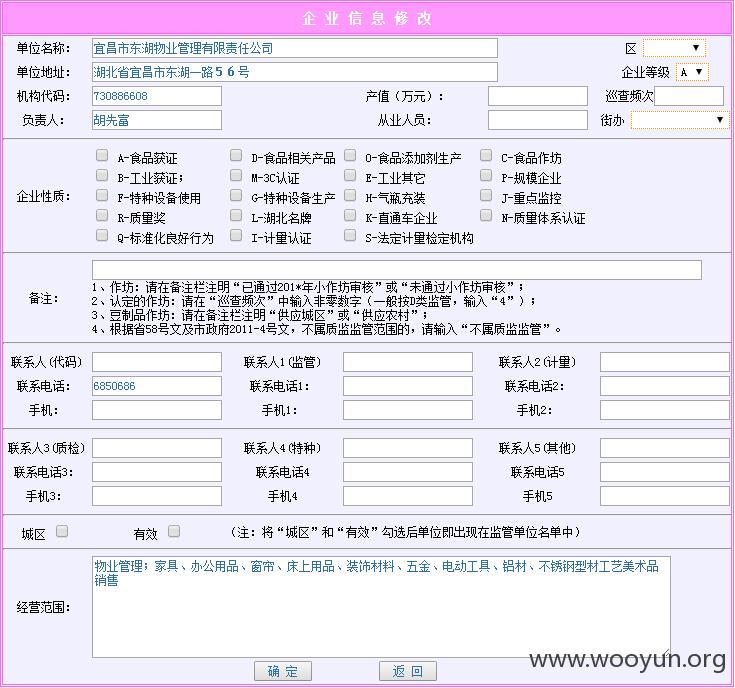 企 业 信 息 修 改
单位名称： 宜昌市东湖物业管理有限责任公司 区
单位地址： 湖北省宜昌市东湖一路５６号 企业等级 A
机构代码： 730886608 产值（万元）： 巡查频次
负责人： 胡先富 从业人员： 街办
A-食品获证 D-食品相关产品 O-食品添加剂生产 C-食品作坊
B-工业获证； M-3C认证 E-工业其它 P-规模企业
企业性质： F-特种设备使用 G-特种设备生产 H-气瓶充装 J-重点监控
R-质量奖 L-湖北名牌 K-直通车企业 N-质量体系认证
Q-标准化良好行为 I-计量认证 S-法定计量检定机构
备注：
1、作坊：请在备注栏注明“已通过201*年小作坊审核”或“未通过小作坊审核”；
2、认定的作坊：请在“巡查频次”中输入非零数字（一般按D类监管，输入“4”）；
3、豆制品作坊：请在备注栏注明“供应城区”或“供应农村”；
4、根据省58号文及市政府2011-4号文，不属质监监管范围的，请输入“不属质监监管”。
联系人(代码) 联系人1(监管) 联系人2(计量)
联系电话： 6850686 联系电话1： 联系电话2：
手机： 手机1： 手机2：
联系人3(质检) 联系人4(特种) 联系人5(其他)
联系电话3： 联系电话4 联系电话5
手机3： 手机4 手机5
城区 有效 （注：将“城区”和“有效”勾选后单位即出现在监管单位名单中）
经营范围：
物业管理；家具、办公用品、窗帘、床上用品、装饰材料、五金、电动工具、铝材、不锈钢型材工艺美术品
销售
确 定 返 回
www.wooyun.org